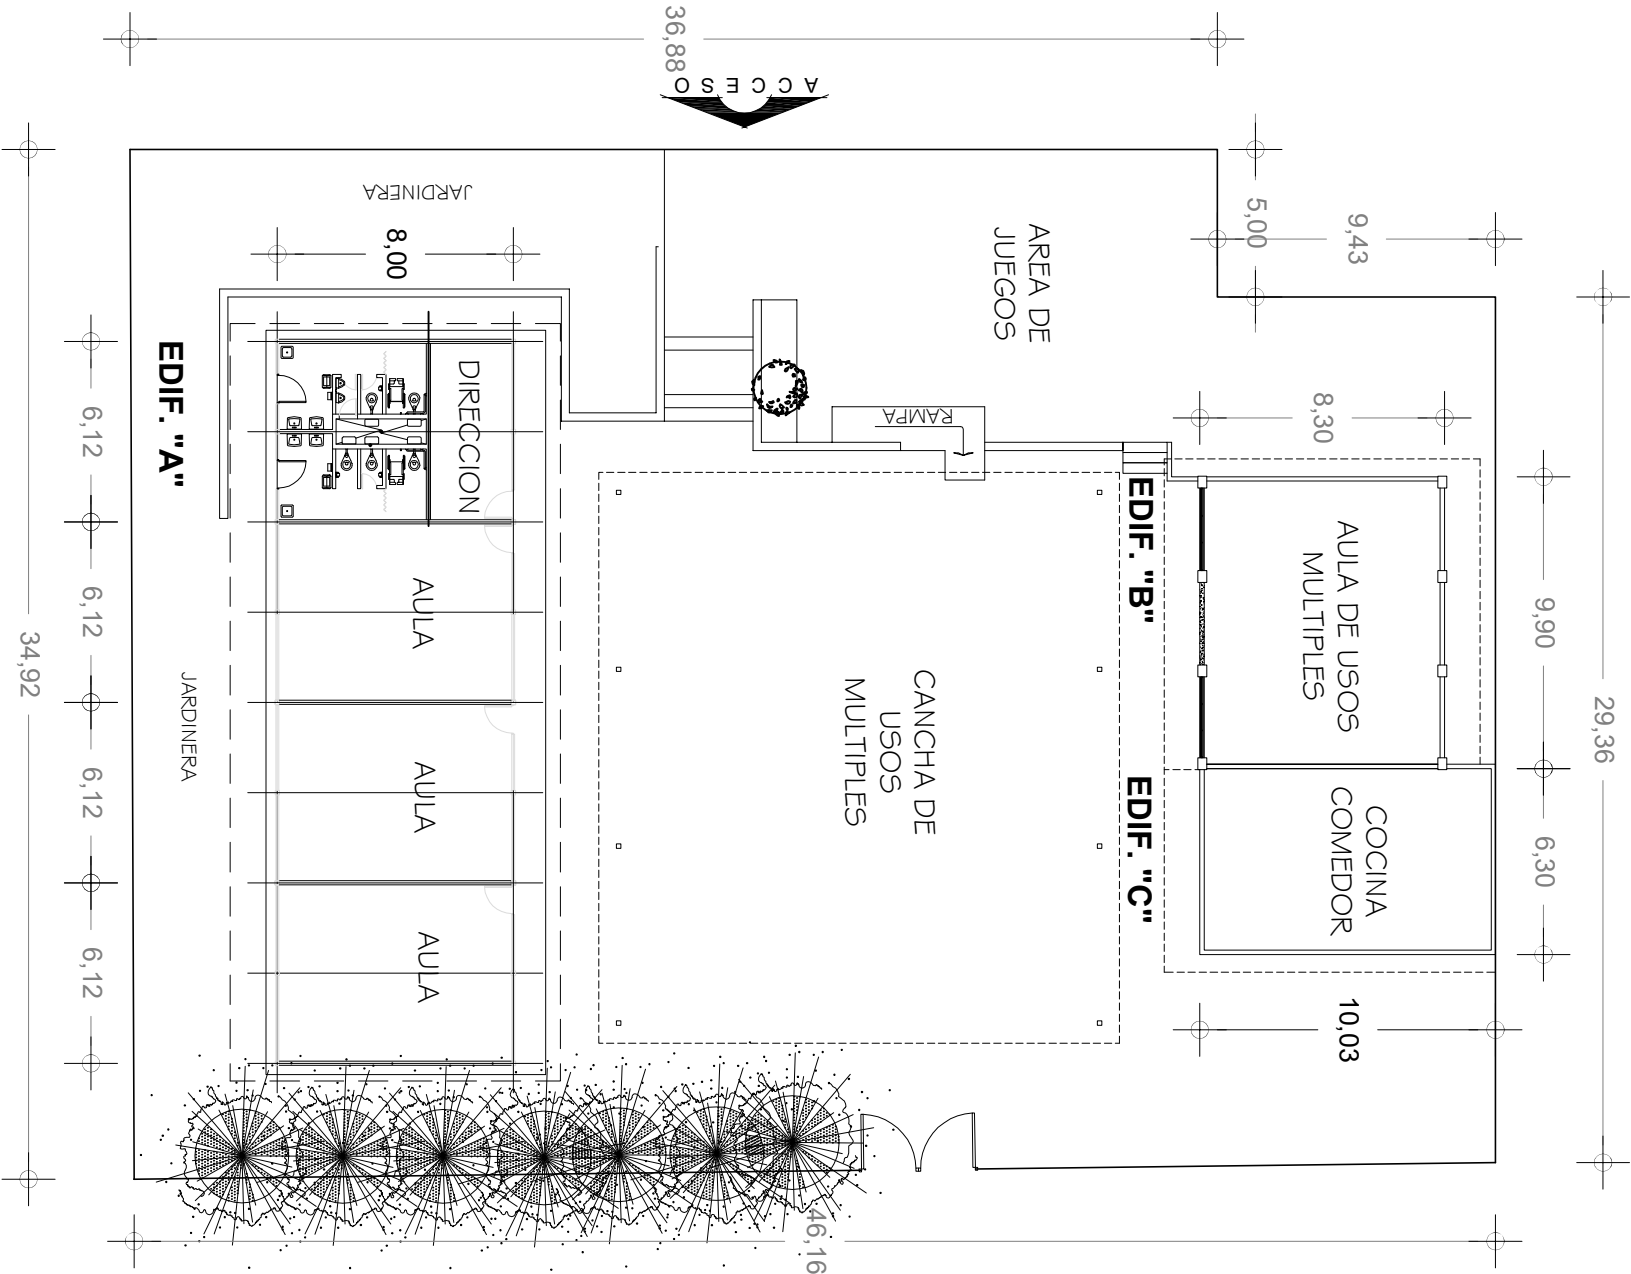 36,88
ACCESO
JARDINERA
8,00
5,00
9,43
AREA DE
JUEGOS
EDIF. "A"
DIRECCION
RAMPA
8,30
6,12
6,12
6,12
6,12
34,92
JARDINERA
AULA
AULA
AULA
CANCHA DE
USOS
MULTIPLES
EDIF. "B"
AULA DE USOS
MULTIPLES
9,90
29,36
EDIF. "C"
COCINA
COMEDOR
6,30
10,03
46,16